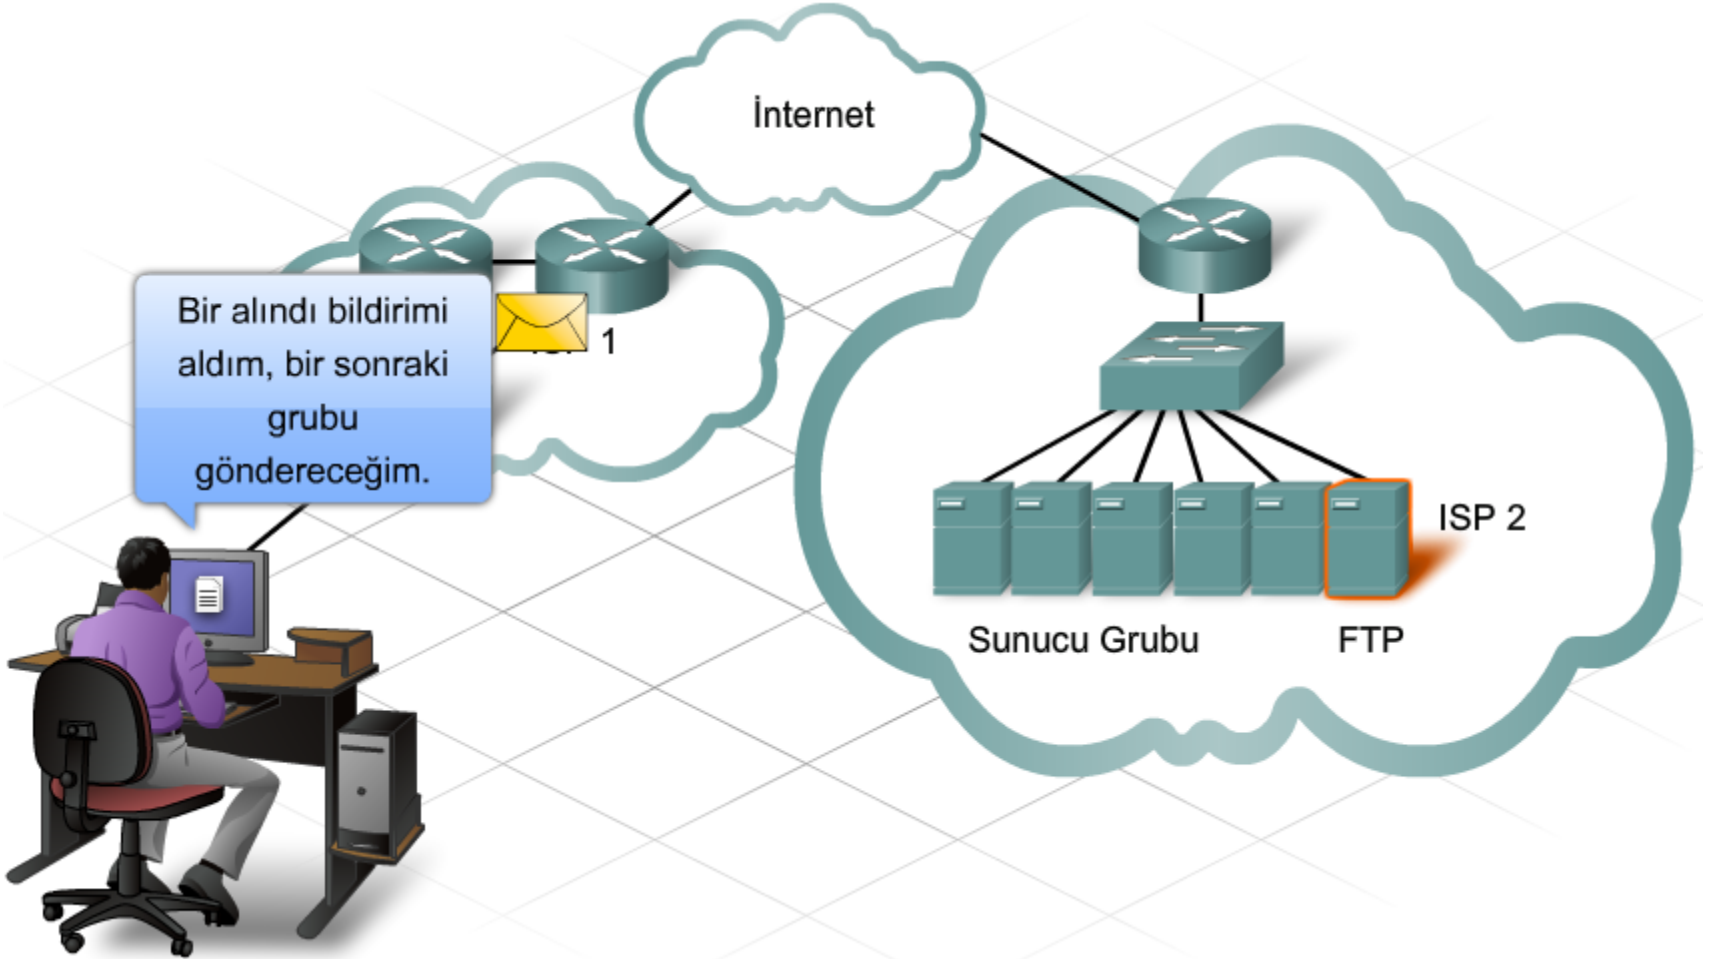 İnternet
Bir alındı bildirimi
aldım, bir sonraki
grubu
göndereceğim.
1
ISP 2
Sunucu Grubu
FTP